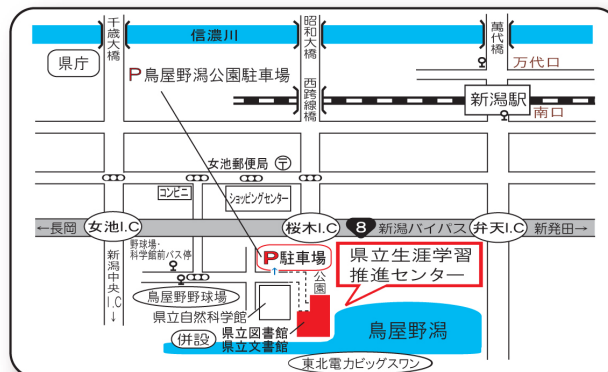 千歳大橋
信濃川
昭和大橋
萬代橋
県庁
P鳥屋野潟公園駐車場
西跨線橋
万代口
新潟駅
南口
女池郵便局 〒
コンビニ
ショッピングセンター
←長岡
女池I.C
桜木I.C
8
新潟バイパス
弁天I.C
新発田→
新潟中央I.C↓
野球場・
科学館前バス停
P駐車場
公園
県立生涯学習
推進センター
鳥屋野野球場
県立自然科学館
併設
県立図書館
県立文書館
鳥屋野潟
東北電力ビッグスワン